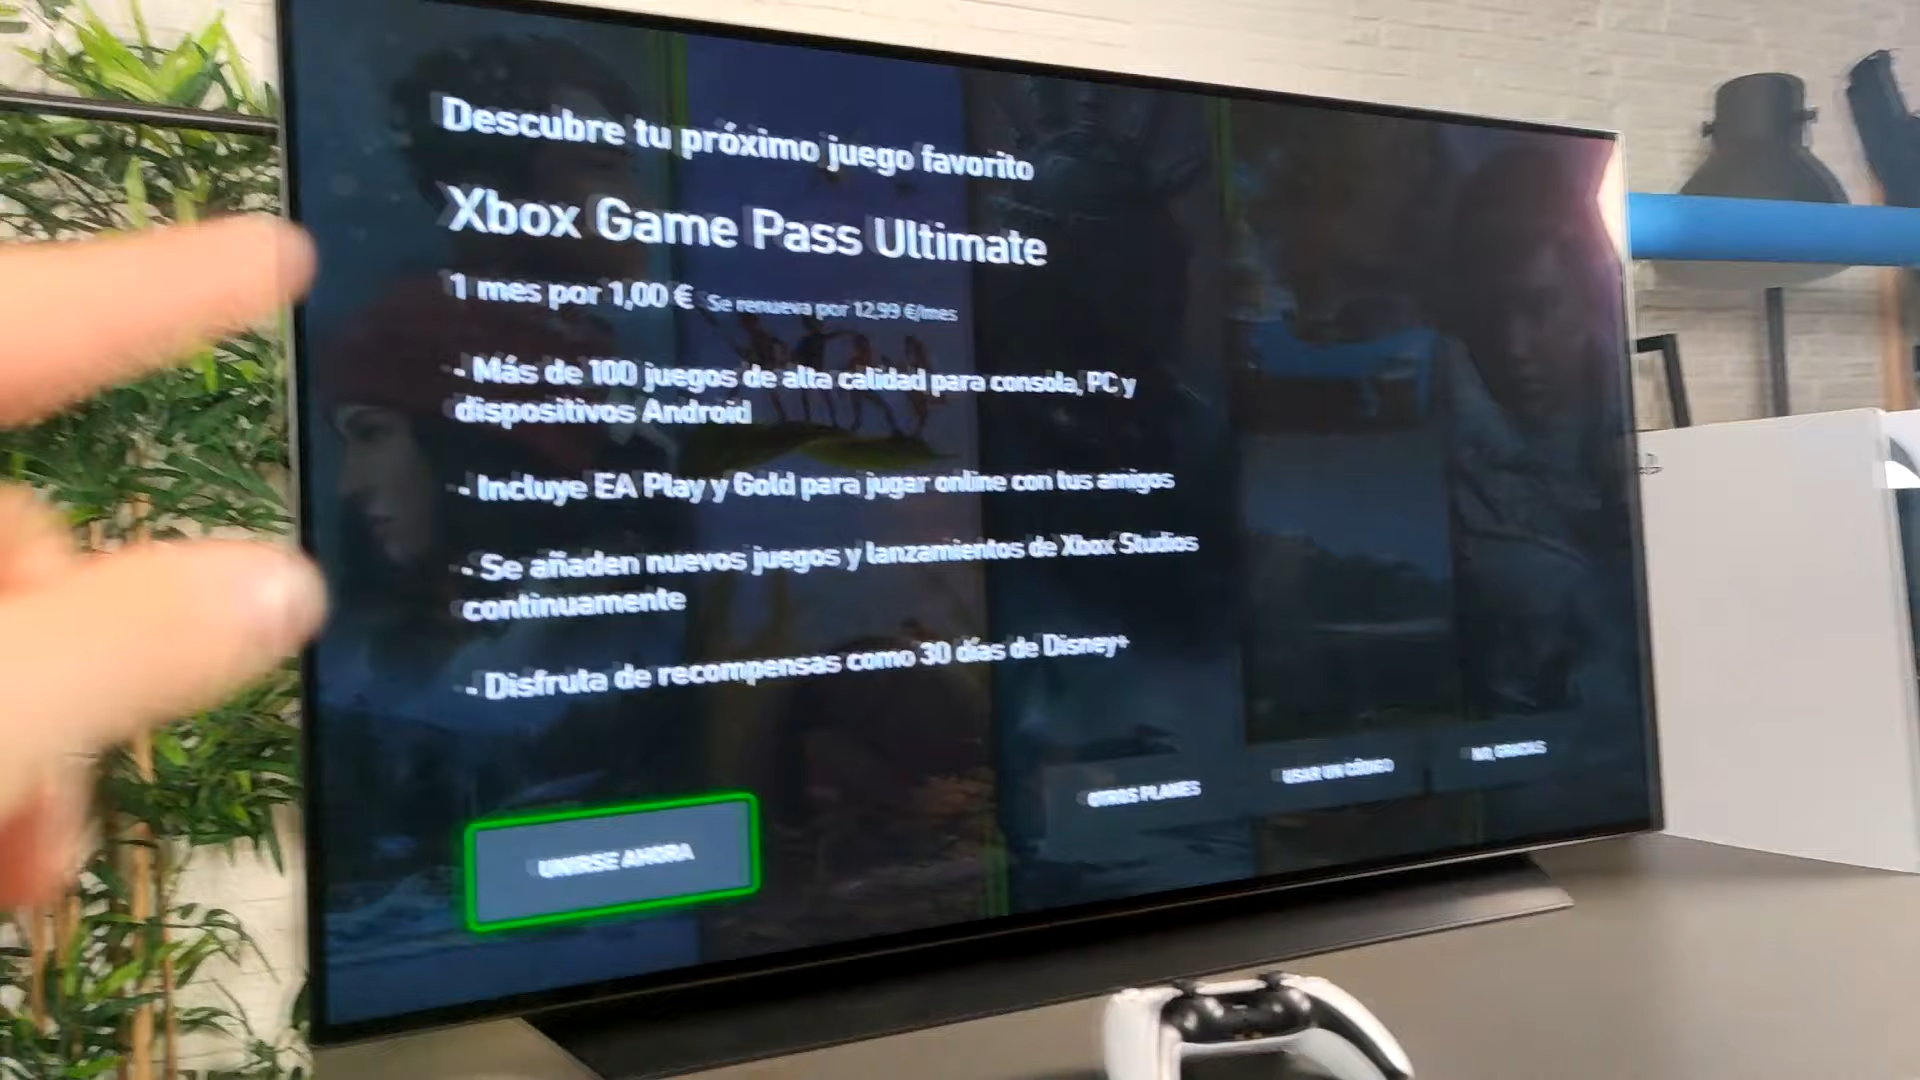 Descubre tu próximo juego favorito
Xbox Game Pass Ultimate
1 mes por 1,00 € Se renueva por 12,99 €/mes
- Más de 100 juegos de alta calidad para consola, PC y
dispositivos Android
- Incluye EA Play y Gold para jugar online con tus amigos
- Se añaden nuevos juegos y lanzamientos de Xbox Studios
continuamente
- Disfruta de recompensas como 30 días de Disney+
UNIRSE AHORA
OTROS PLANES
USAR UN CÓDIGO
NO, GRACIAS